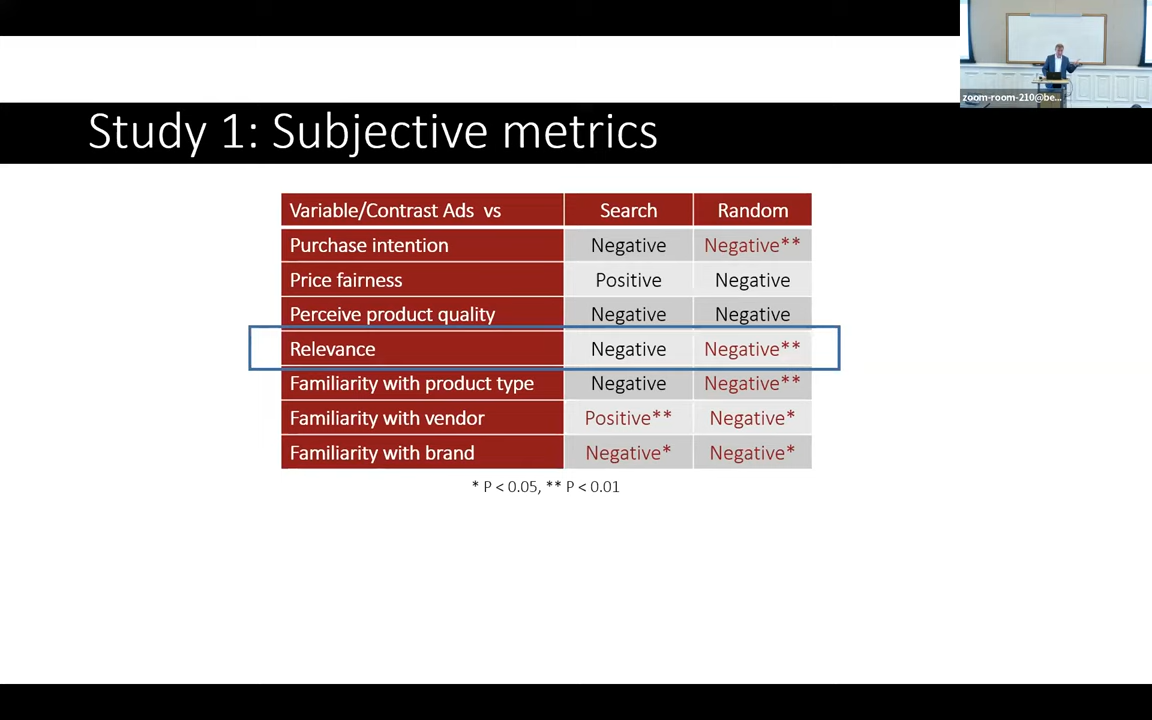 zoom-room-210@be...
Study 1: Subjective metrics
Variable/Contrast Ads vs Search Random
Purchase intention Negative Negative**
Price fairness Positive Negative
Perceive product quality Negative Negative
Relevance Negative Negative**
Familiarity with product type Negative Negative**
Familiarity with vendor Positive** Negative*
Familiarity with brand Negative* Negative*
* P < 0.05, ** P < 0.01